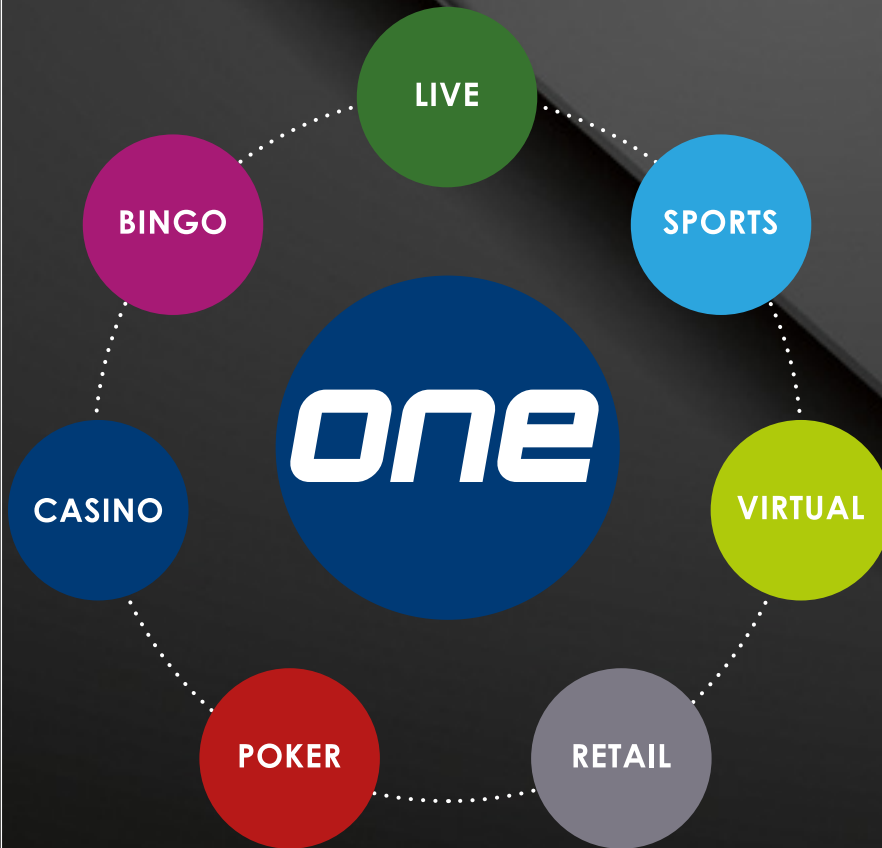 LIVE
BINGO
SPORTS
one
CASINO
VIRTUAL
POKER
RETAIL